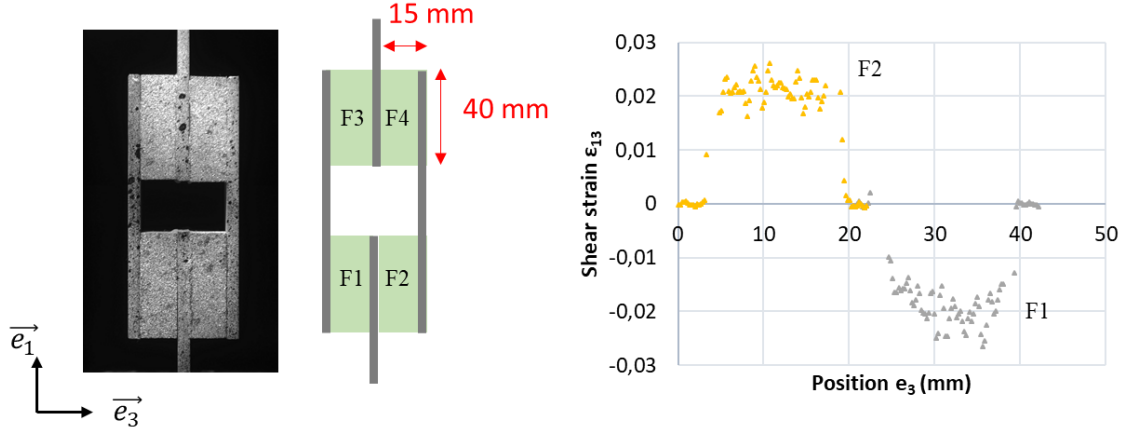 15 mm
F3
F4
40 mm
F1
F2
e₁
e₃
Shear strain ε₁₃
0,03
0,02
0,01
0
-0,01
-0,02
-0,03
F2
F1
0
10
20
30
40
50
Position e₃ (mm)